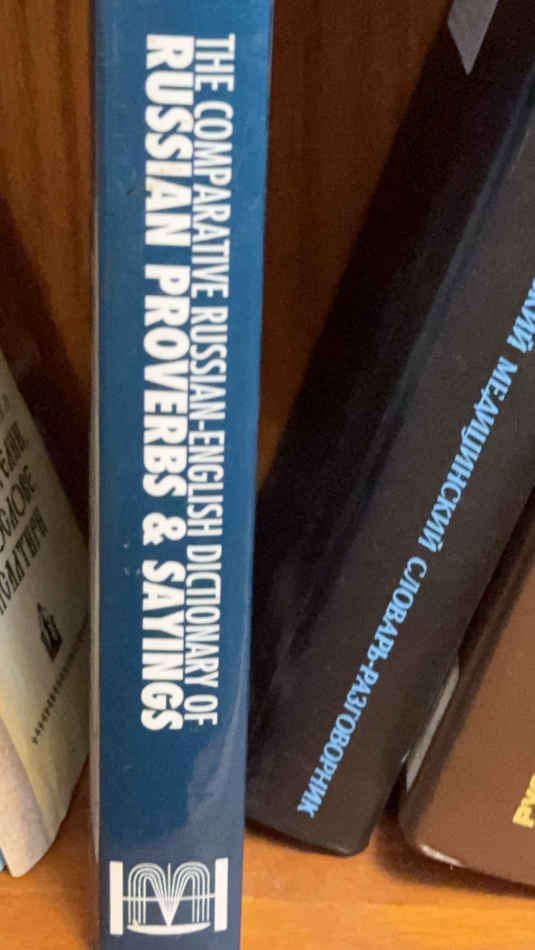 THE COMPARATIVE RUSSIAN-ENGLISH DICTIONARY OF
RUSSIAN PROVERBS & SAYINGS
МЕДИЦИНСКИЙ СЛОВАРЬ-РАЗГОВОРНИК